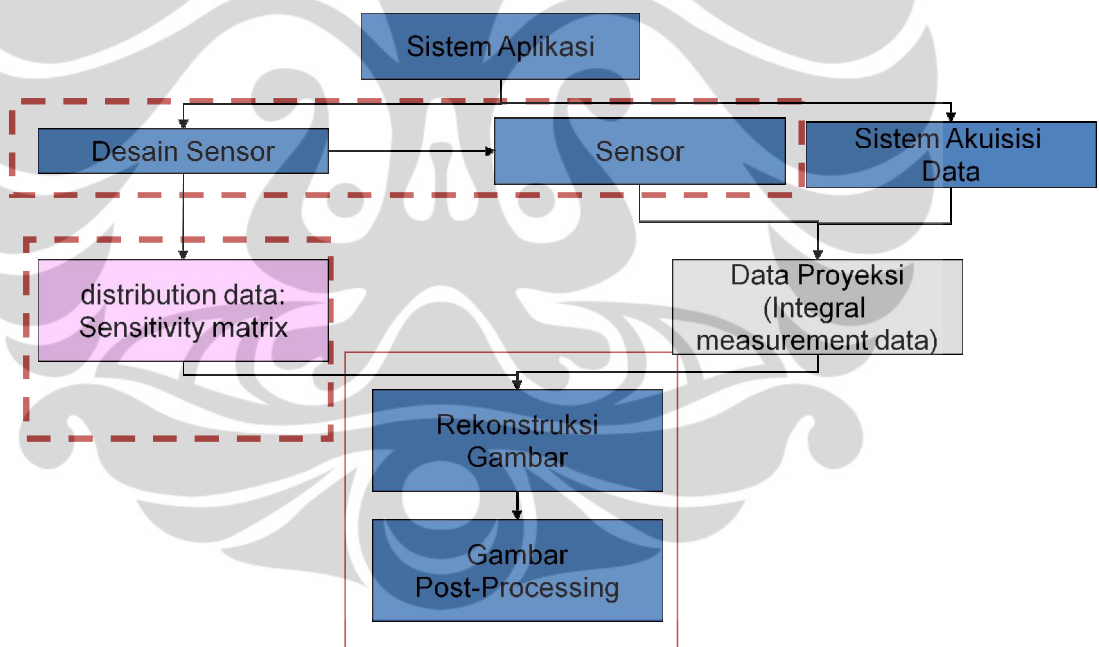 Sistem Aplikasi
Desain Sensor
Sensor
Sistem Akuisisi
Data
distribution data:
Sensitivity matrix
Data Proyeksi
(Integral
measurement data)
Rekonstruksi
Gambar
Gambar
Post-Processing